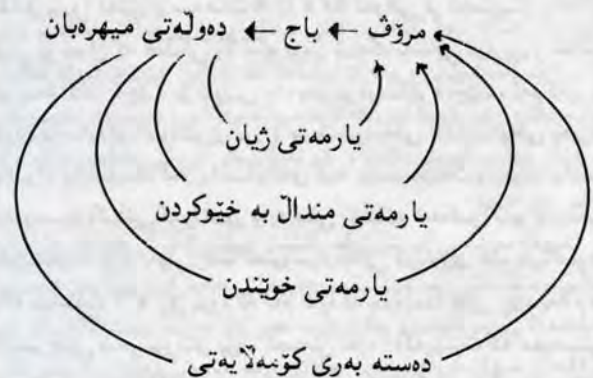 مرۆڤ ← باج ← دەوڵەتی میهرەبان
یارمەتی ژیان
یارمەتی منداڵ بە خێوکردن
یارمەتی خوێندن
دەستە بەری کۆمەڵایەتی